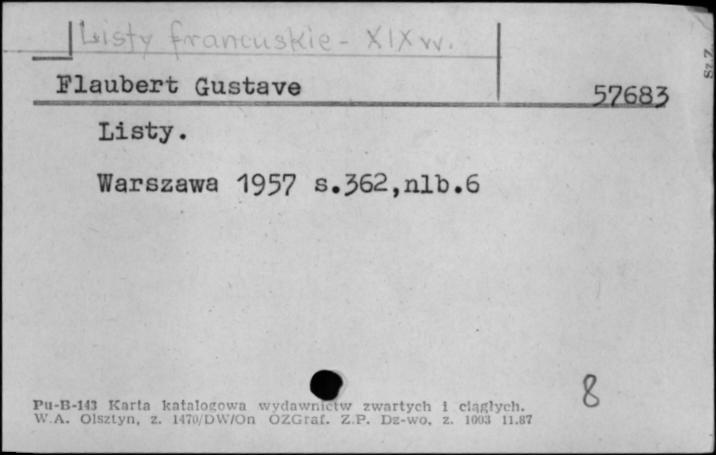 Listy francuskie - XIX w.
Flaubert Gustave
57683
Listy.
Warszawa 1957 s.362,nlb.6
8
Pu-B-143 Karta katalogowa wydawnictw zwartych i ciągłych.
W.A. Olsztyn, z. 1470/DW/On OZGraf. Z.P. Dz-wo, z. 1003 11.87
Sz.Z.